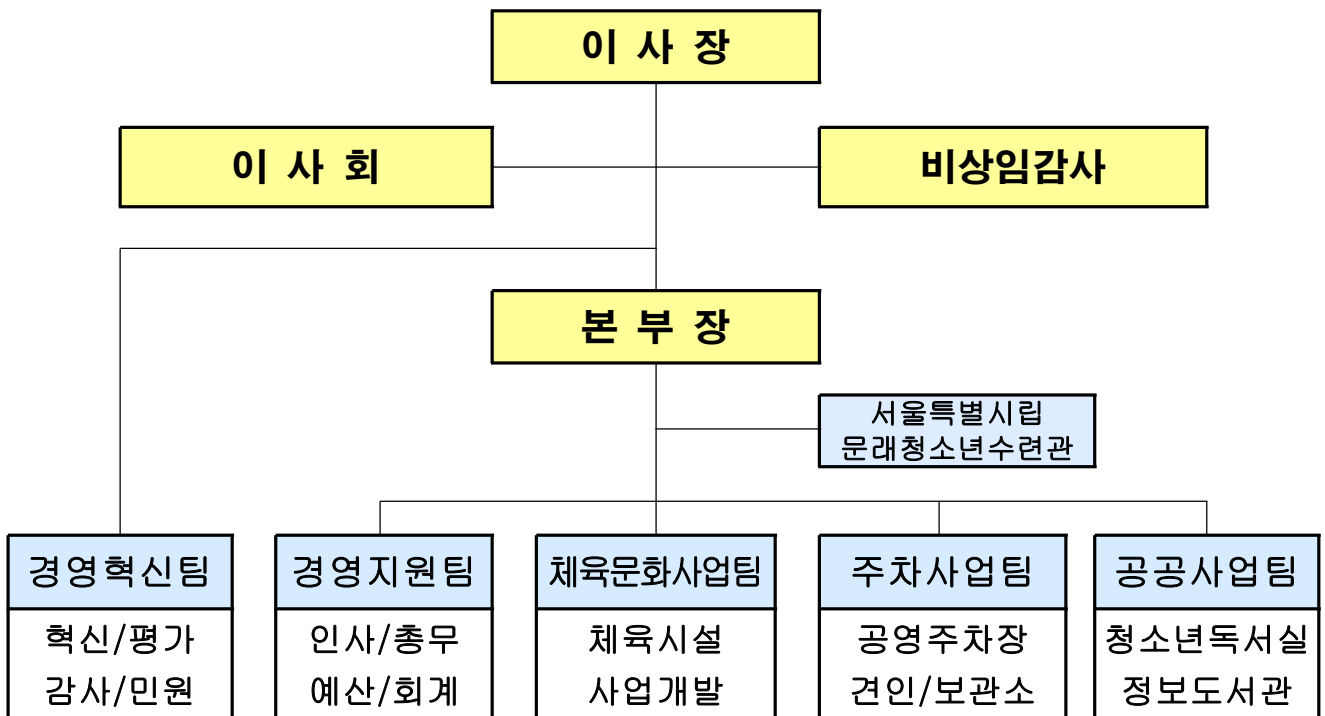 이 사 장
이 사 회
비상임감사
본 부 장
서울특별시립
문래청소년수련관
경영혁신팀
혁신/평가
감사/민원
경영지원팀
인사/총무
예산/회계
체육문화사업팀
체육시설
사업개발
주차사업팀
공영주차장
견인/보관소
공공사업팀
청소년독서실
정보도서관